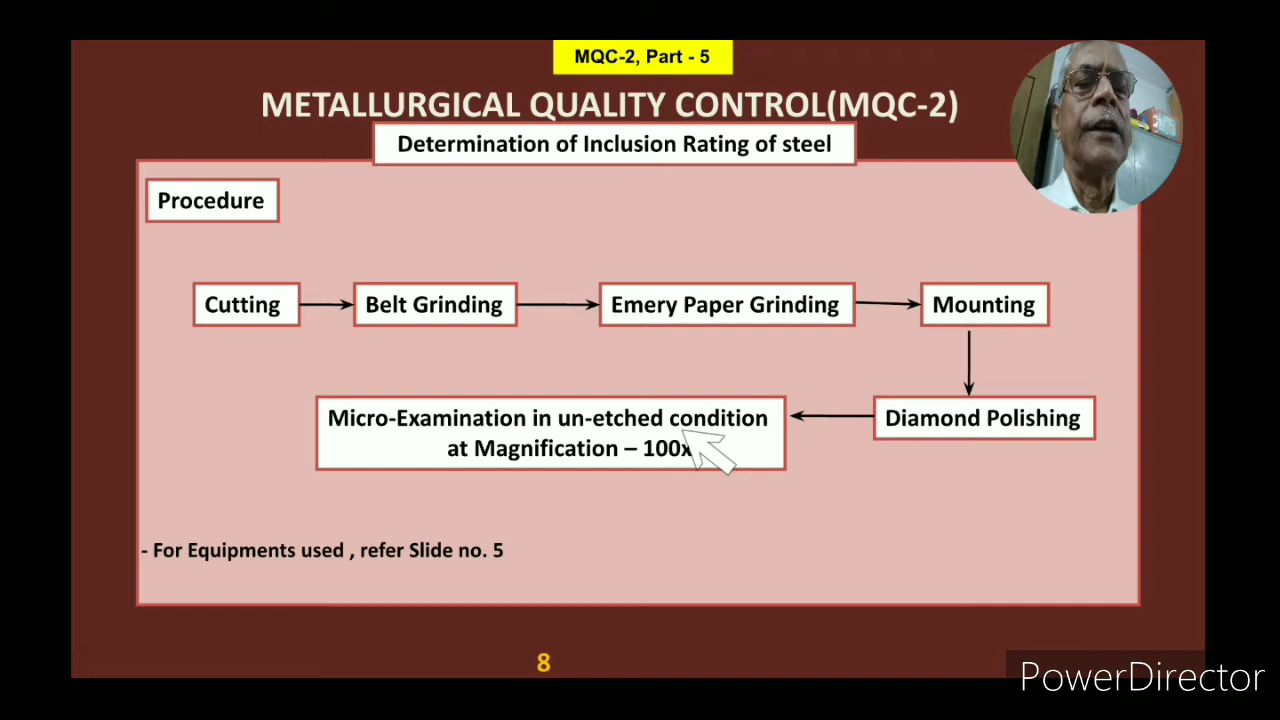 MQC-2, Part - 5
METALLURGICAL QUALITY CONTROL(MQC-2)
Determination of Inclusion Rating of steel
Procedure
Cutting
Belt Grinding
Emery Paper Grinding
Mounting
Diamond Polishing
Micro-Examination in un-etched condition
at Magnification – 100x
- For Equipments used , refer Slide no. 5
8
PowerDirector